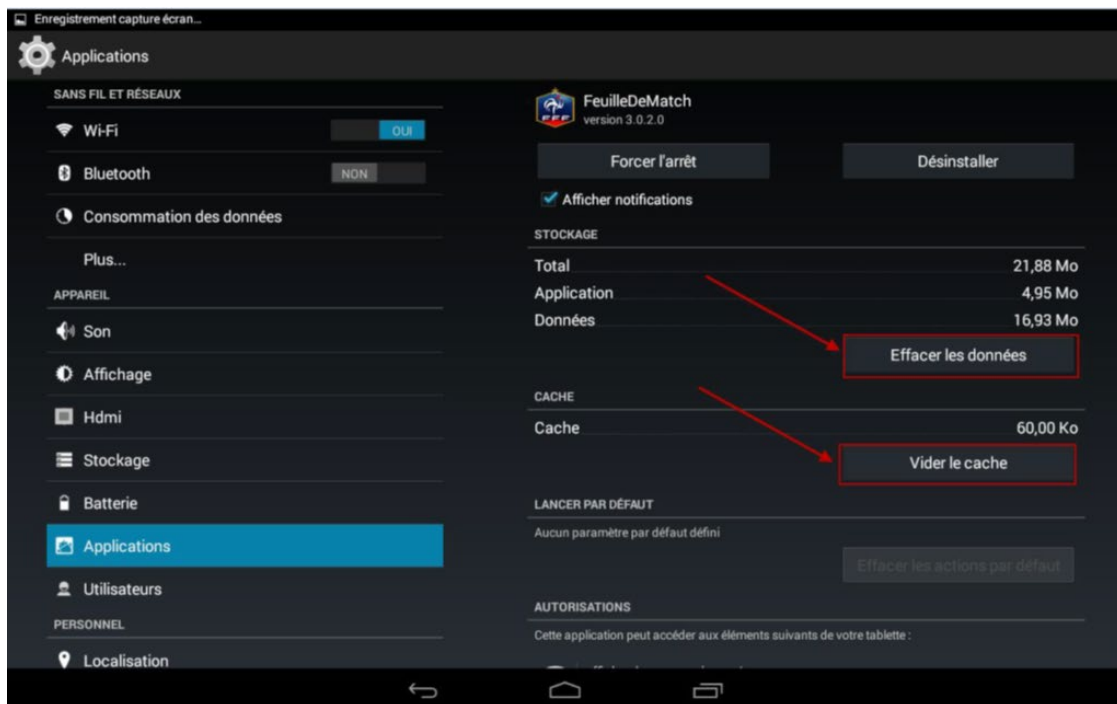 Enregistrement capture écran...
Applications
SANS FIL ET RÉSEAUX
Wi-Fi
OUI
Bluetooth
NON
Consommation des données
Plus...
APPAREIL
Son
Affichage
Hdmi
Stockage
Batterie
Applications
Utilisateurs
PERSONNEL
Localisation
FeuilleDeMatch
version 3.0.2.0
Forcer l'arrêt
Désinstaller
Afficher notifications
STOCKAGE
Total 21,88 Mo
Application 4,95 Mo
Données 16,93 Mo
Effacer les données
CACHE
Cache 60,00 Ko
Vider le cache
LANCER PAR DÉFAUT
Aucun paramètre par défaut défini
Effacer les actions par défaut
AUTORISATIONS
Cette application peut accéder aux éléments suivants de votre tablette :